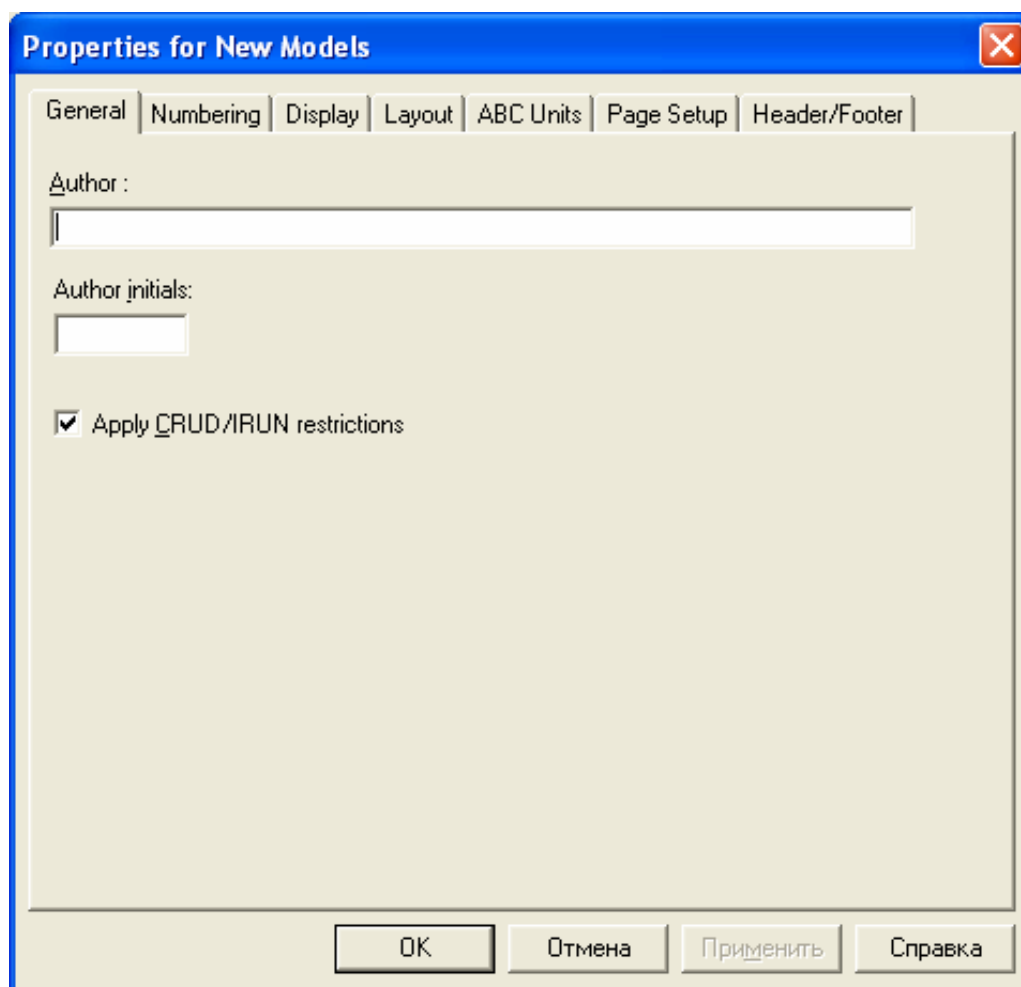 Properties for New Models
General Numbering Display Layout ABC Units Page Setup Header/Footer
Author :
Author initials:
Apply CRUD/IRUN restrictions
OK Отмена Применить Справка